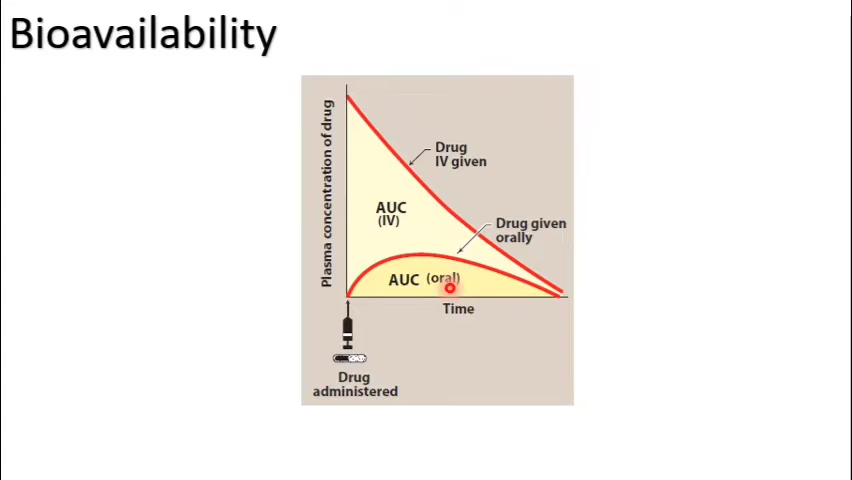 Bioavailability
Plasma concentration of drug
Drug
IV given
AUC
(IV)
Drug given
orally
AUC (oral)
Time
Drug
administered